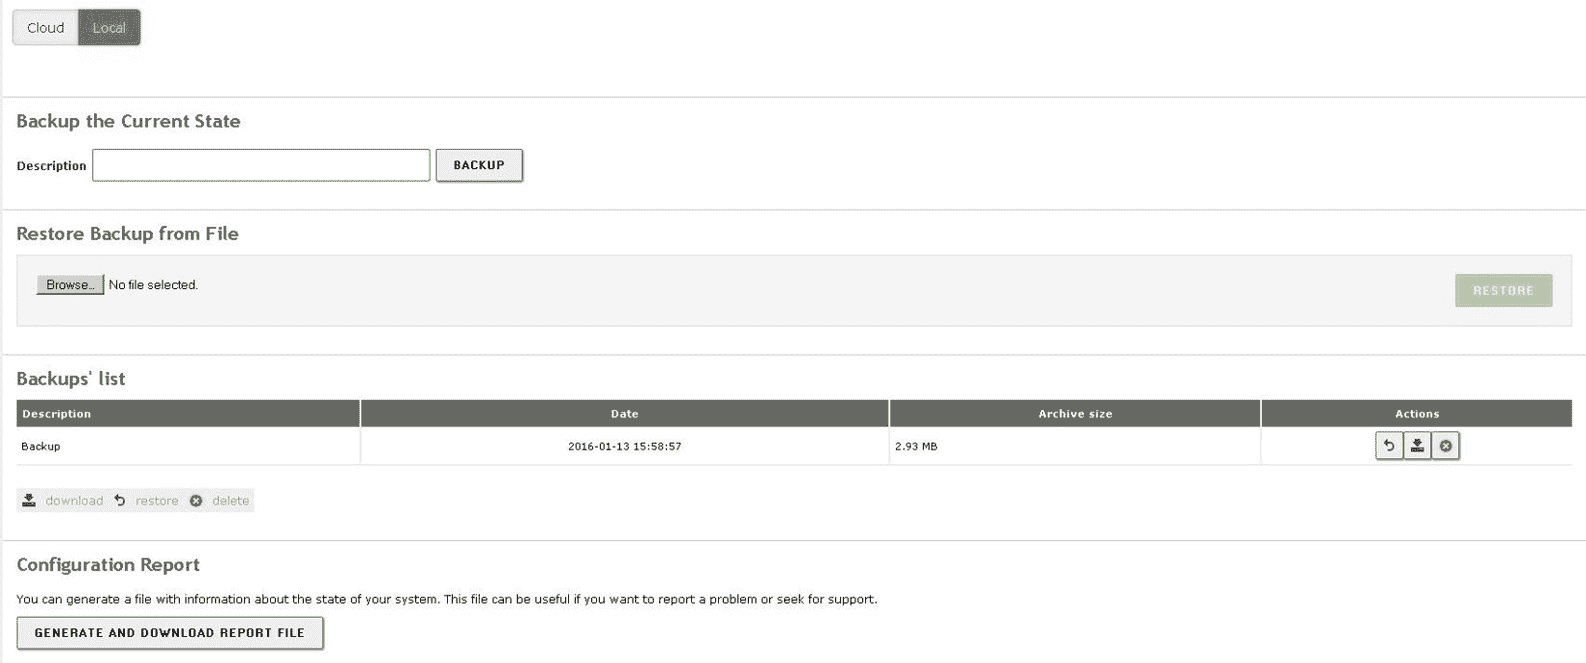 Cloud Local
Backup the Current State
Description BACKUP
Restore Backup from File
Browse... No file selected. RESTORE
Backups' list
Description Date Archive size Actions
Backup 2016-01-13 15:58:57 2.93 MB
download restore delete
Configuration Report
You can generate a file with information about the state of your system. This file can be useful if you want to report a problem or seek for support.
GENERATE AND DOWNLOAD REPORT FILE